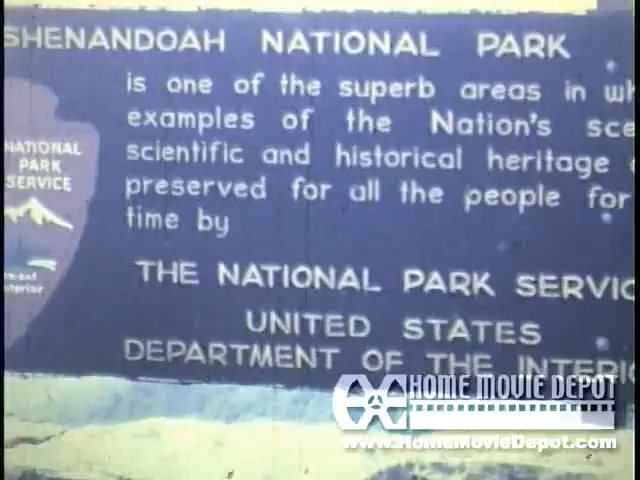 SHENANDOAH NATIONAL PARK
is one of the superb areas in wh
examples of the Nation's sce
scientific and historical heritage
preserved for all the people for
time by
THE NATIONAL PARK SERVIC
UNITED STATES
DEPARTMENT OF THE INTERI
NATIONAL
PARK
SERVICE
HOME MOVIE DEPOT
www.HomeMovieDepot.com